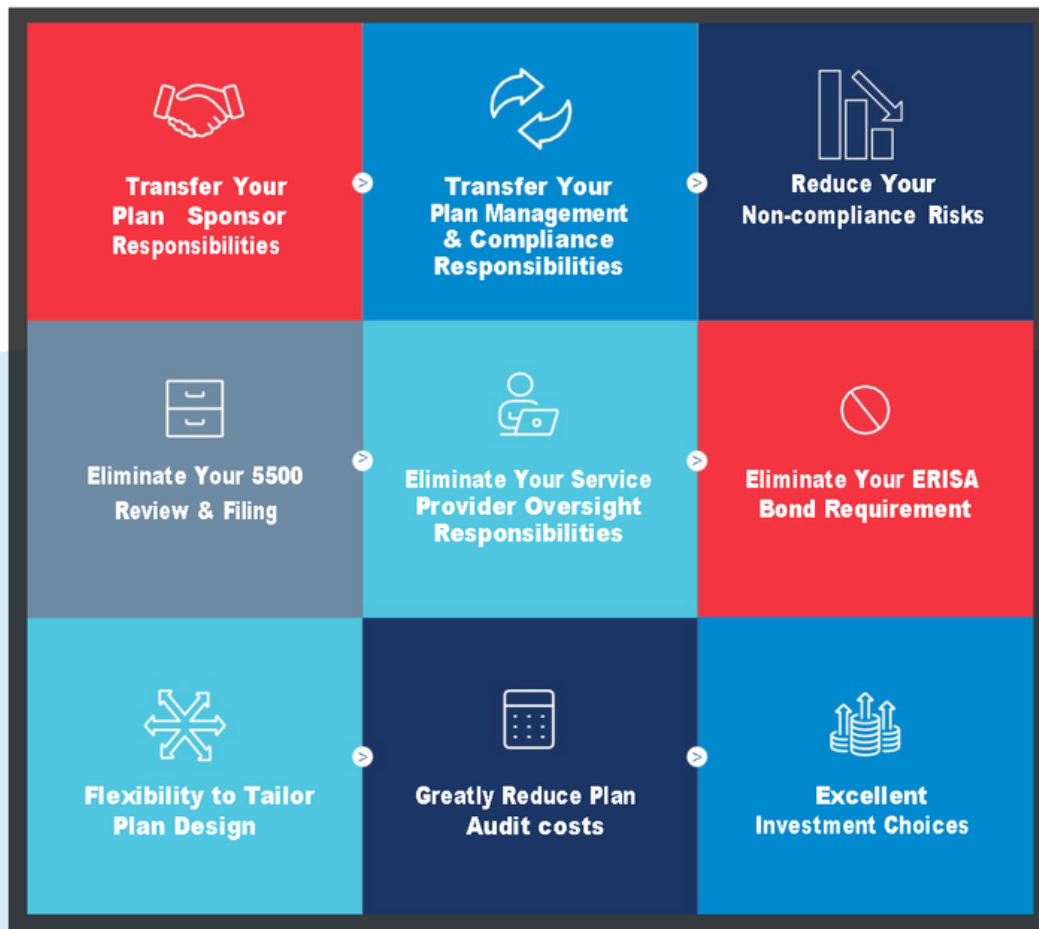 Transfer Your
Plan Sponsor
Responsibilities
Transfer Your
Plan Management
& Compliance
Responsibilities
Reduce Your
Non-compliance Risks
Eliminate Your 5500
Review & Filing
Eliminate Your Service
Provider Oversight
Responsibilities
Eliminate Your ERISA
Bond Requirement
Flexibility to Tailor
Plan Design
Greatly Reduce Plan
Audit costs
Excellent
Investment Choices